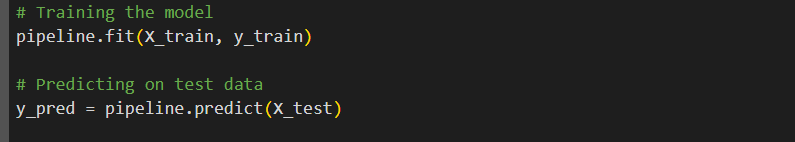 # Training the model
pipeline.fit(X_train, y_train)
# Predicting on test data
y_pred = pipeline.predict(X_test)